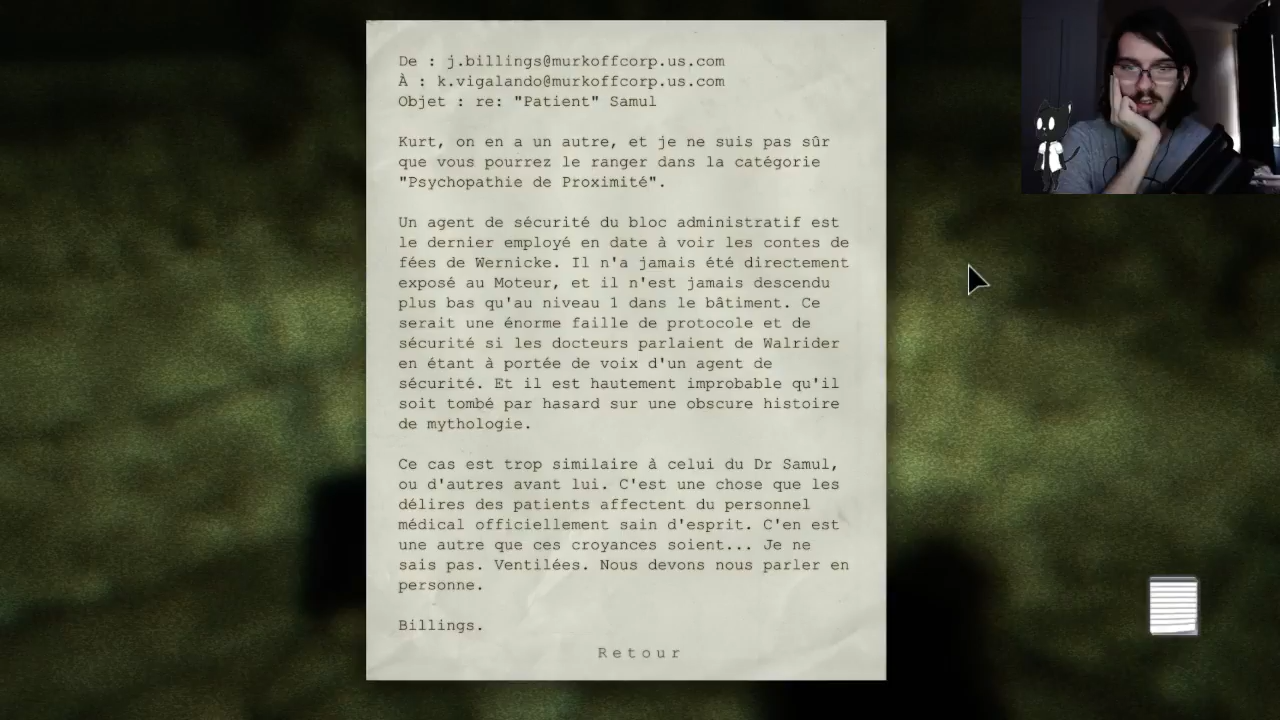 De : j.billings@murkoffcorp.us.com
À : k.vigalando@murkoffcorp.us.com
Objet : re: "Patient" Samul
Kurt, on en a un autre, et je ne suis pas sûr
que vous pourrez le ranger dans la catégorie
"Psychopathie de Proximité".
Un agent de sécurité du bloc administratif est
le dernier employé en date à voir les contes de
fées de Wernicke. Il n'a jamais été directement
exposé au Moteur, et il n'est jamais descendu
plus bas qu'au niveau 1 dans le bâtiment. Ce
serait une énorme faille de protocole et de
sécurité si les docteurs parlaient de Walrider
en étant à portée de voix d'un agent de
sécurité. Et il est hautement improbable qu'il
soit tombé par hasard sur une obscure histoire
de mythologie.
Ce cas est trop similaire à celui du Dr Samul,
ou d'autres avant lui. C'est une chose que les
délires des patients affectent du personnel
médical officiellement sain d'esprit. C'en est
une autre que ces croyances soient... Je ne
sais pas. Ventilées. Nous devons nous parler en
personne.
Billings.
Retour